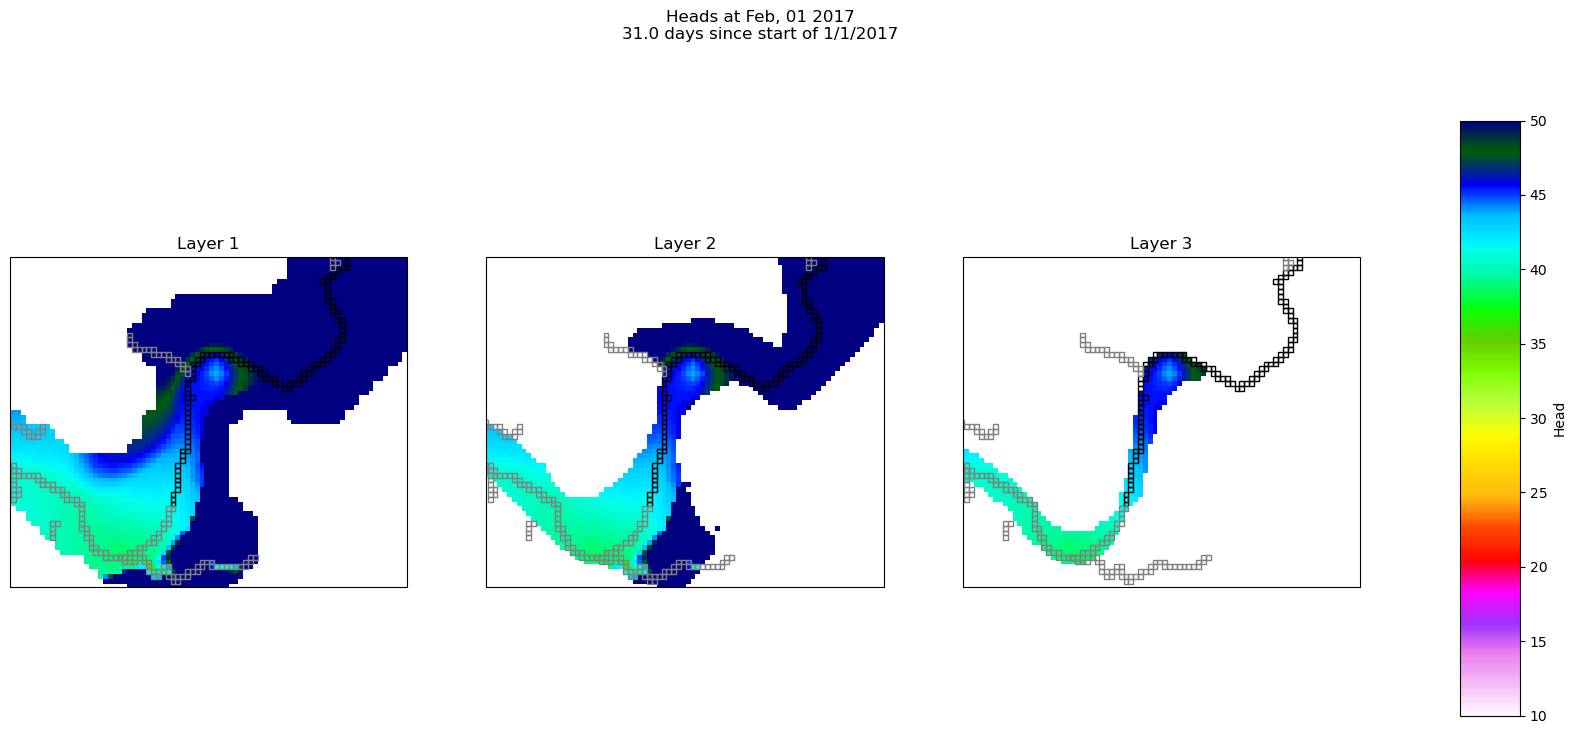 Heads at Feb, 01 2017
31.0 days since start of 1/1/2017
Layer 1
Layer 2
Layer 3
50
45
40
35
30
25
20
15
10
Head